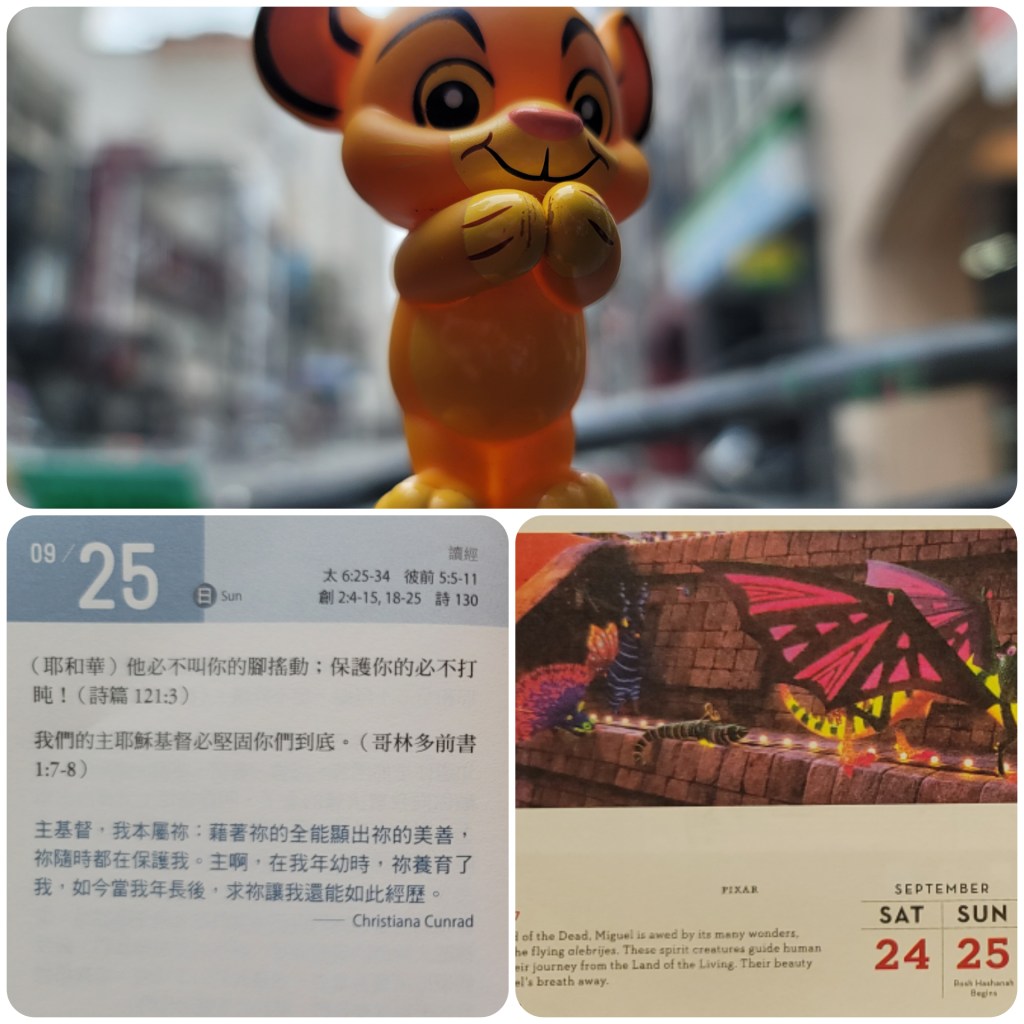 09/25 日 Sun
讀經
太 6:25-34 彼前 5:5-11
創 2:4-15, 18-25 詩 130
（耶和華）他必不叫你的腳搖動；保護你的必不打
盹！（詩篇 121:3）
我們的主耶穌基督必堅固你們到底。（哥林多前書
1:7-8）
主基督，我本屬祢：藉著祢的全能顯出祢的美善，
祢隨時都在保護我。主啊，在我年幼時，祢養育了
我，如今當我年長後，求祢讓我還能如此經歷。
—— Christiana Cunrad
PIXAR
of the Dead, Miguel is awed by its many wonders,
flying alebrijes. These spirit creatures guide human
journey from the Land of the Living. Their beauty
breath away.
SEPTEMBER
SAT SUN
24 25
Rosh Hashanah
Begins